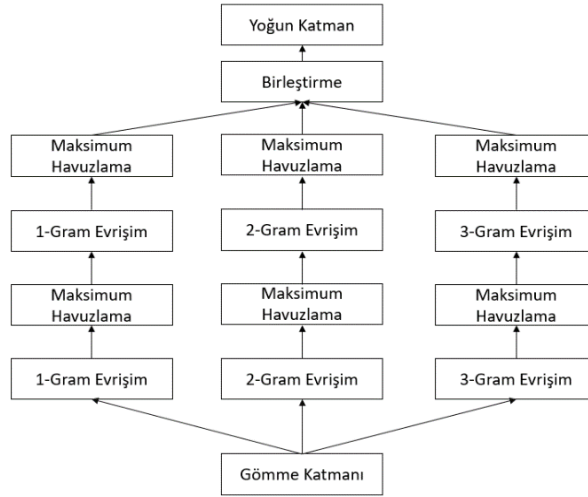 Yoğun Katman
Birleştirme
Maksimum
Havuzlama
Maksimum
Havuzlama
Maksimum
Havuzlama
1-Gram Evrişim
2-Gram Evrişim
3-Gram Evrişim
Maksimum
Havuzlama
Maksimum
Havuzlama
Maksimum
Havuzlama
1-Gram Evrişim
2-Gram Evrişim
3-Gram Evrişim
Gömme Katmanı